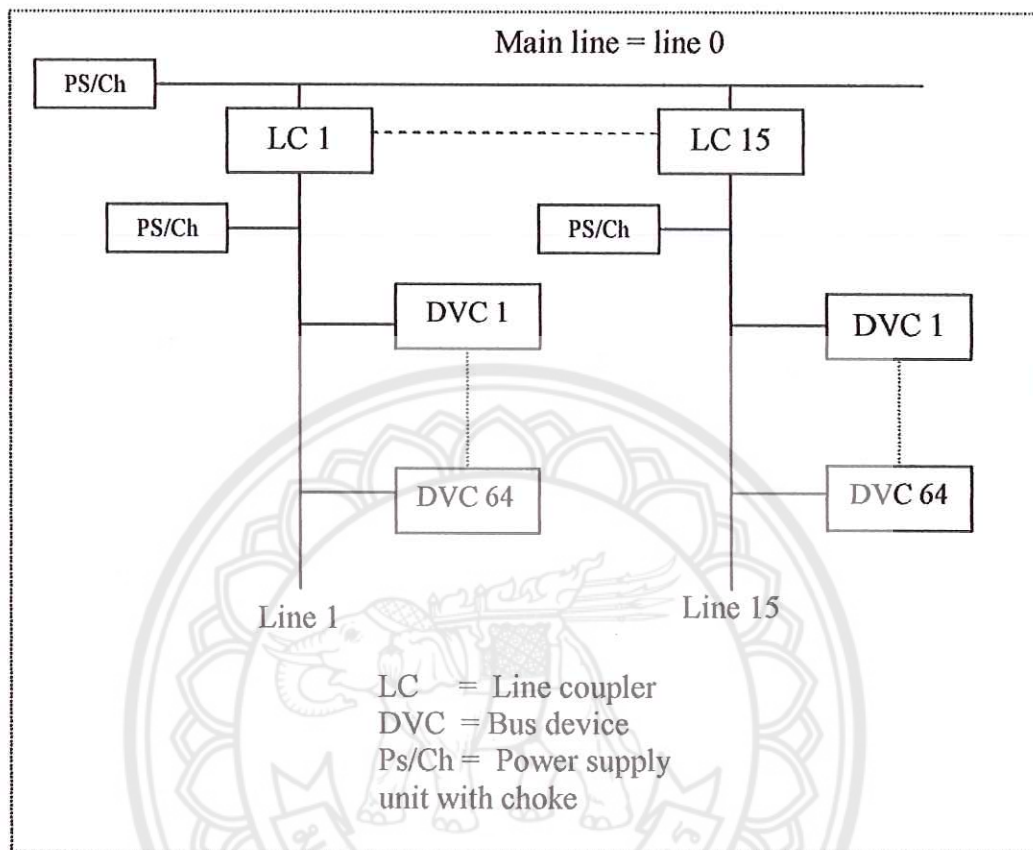 Main line = line 0
PS/Ch
LC 1
LC 15
PS/Ch
PS/Ch
DVC 1
DVC 1
DVC 64
DVC 64
Line 1
Line 15
LC = Line coupler
DVC = Bus device
Ps/Ch = Power supply
unit with choke